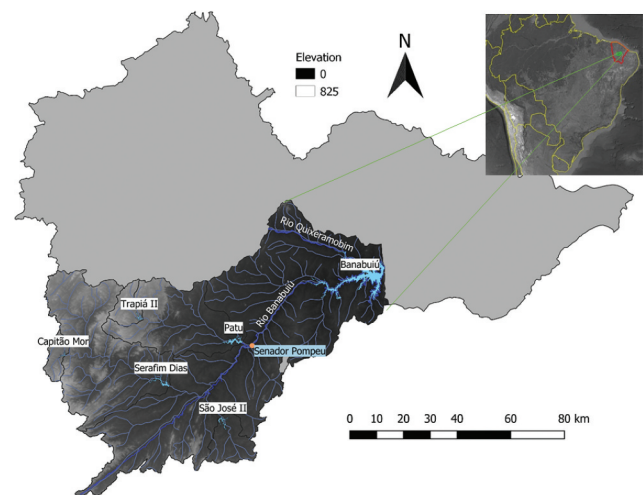 Elevation
0
825
N
Rio Quixeramobim
Banabuiú
Rio Banabuiú
Trapiá II
Capitão Mor
Patu
Senador Pompeu
Serafim Dias
São José II
0 10 20 30 40 60 80 km